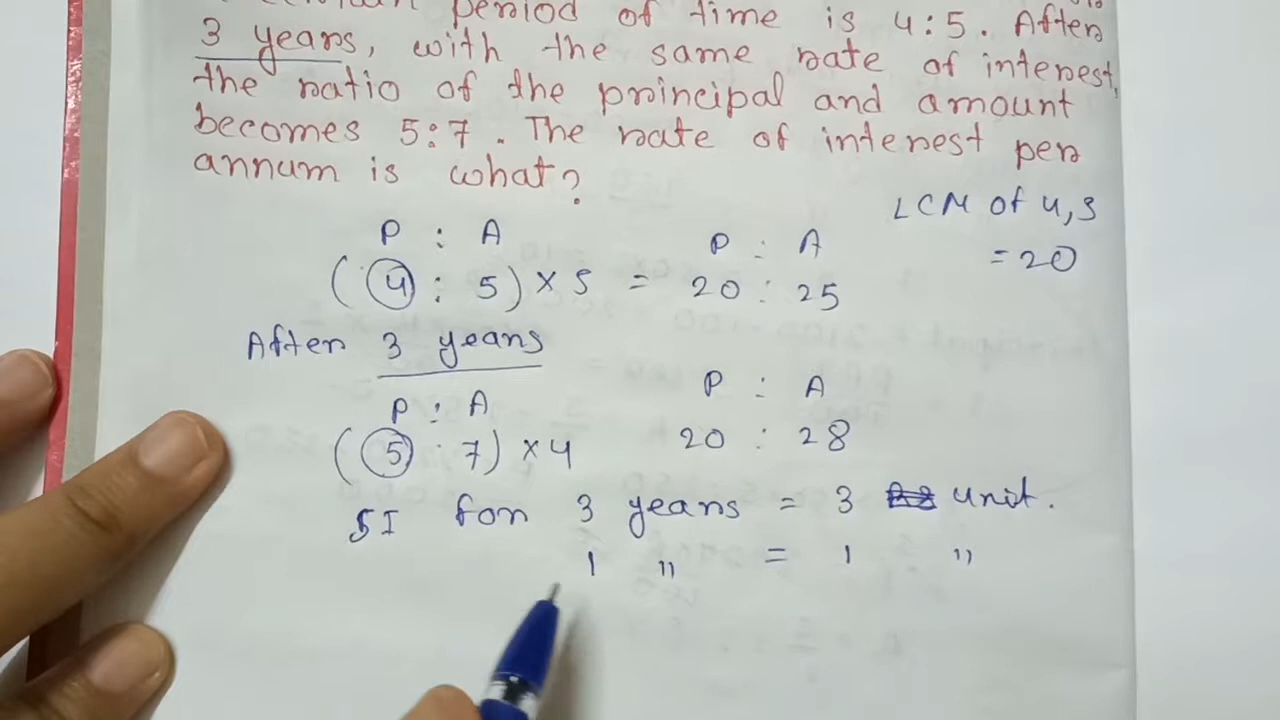 period of time is 4:5. After
3 years, with the same rate of interest,
the ratio of the principal and amount
becomes 5:7. The rate of interest per
annum is what?
LCM of 4,5
= 20
P : A
(4 : 5) × 5 = 20 : 25
P : A
After 3 years
P : A
(5 : 7) × 4
P : A
20 : 28
SI for 3 years = 3 unit.
1 " = 1 "